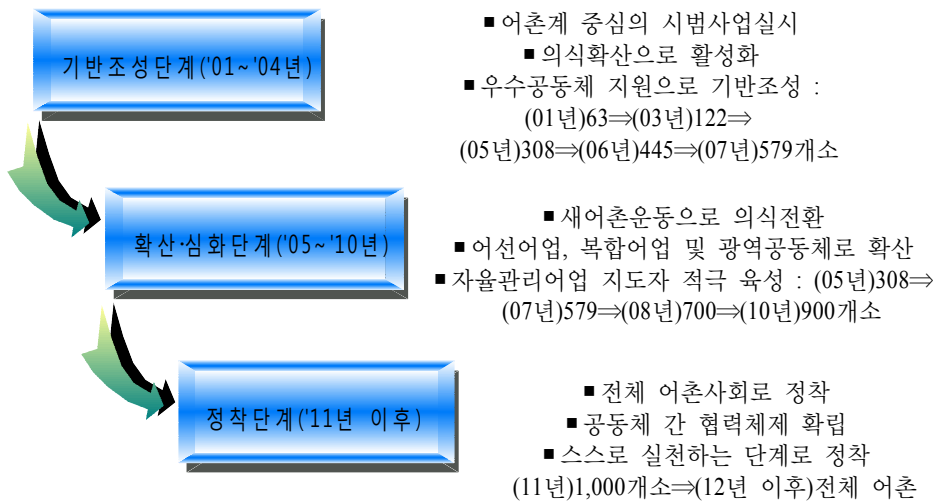 기반조성단계('01~'04년)
■ 어촌계 중심의 시범사업실시
■ 의식확산으로 활성화
■ 우수공동체 지원으로 기반조성 :
(01년)63⇒(03년)122⇒
(05년)308⇒(06년)445⇒(07년)579개소
확산·심화단계('05~'10년)
■ 새어촌운동으로 의식전환
■ 어선어업, 복합어업 및 광역공동체로 확산
■ 자율관리어업 지도자 적극 육성 : (05년)308⇒
(07년)579⇒(08년)700⇒(10년)900개소
정착단계('11년 이후)
■ 전체 어촌사회로 정착
■ 공동체 간 협력체제 확립
■ 스스로 실천하는 단계로 정착
(11년)1,000개소⇒(12년 이후)전체 어촌